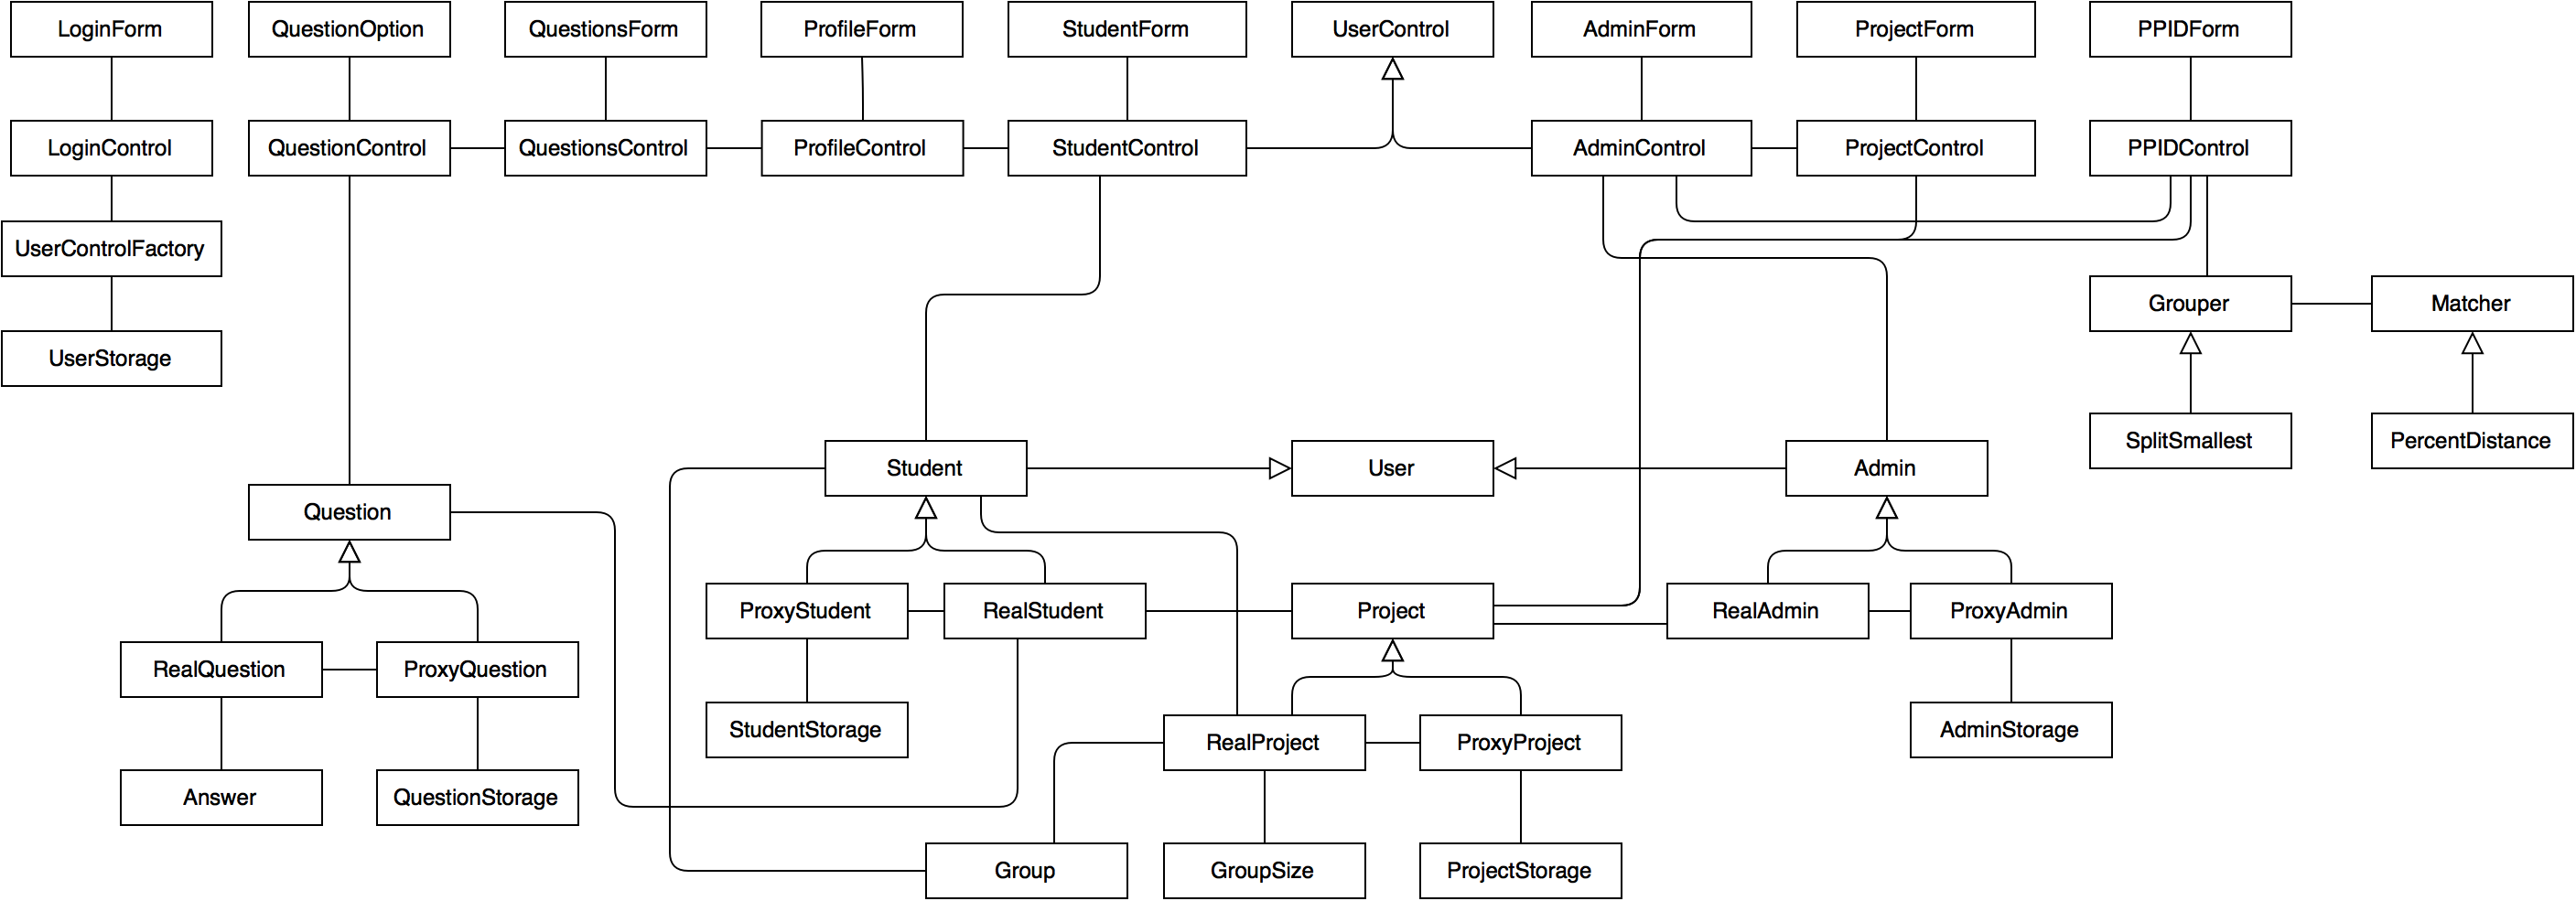 LoginForm
QuestionOption
QuestionsForm
ProfileForm
StudentForm
UserControl
AdminForm
ProjectForm
PPIDForm
LoginControl
QuestionControl
QuestionsControl
ProfileControl
StudentControl
AdminControl
ProjectControl
PPIDControl
UserControlFactory
Grouper
Matcher
UserStorage
SplitSmallest
PercentDistance
Student
User
Admin
Question
ProxyStudent
RealStudent
Project
RealAdmin
ProxyAdmin
RealQuestion
ProxyQuestion
StudentStorage
RealProject
ProxyProject
AdminStorage
Answer
QuestionStorage
Group
GroupSize
ProjectStorage